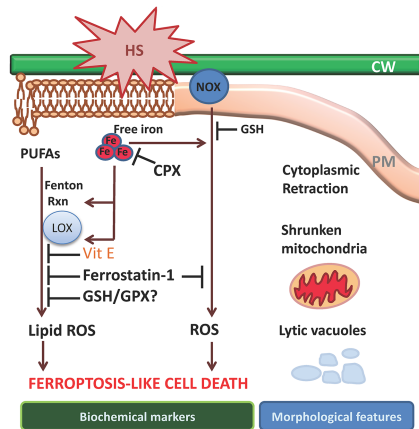 HS
CW
NOX
PM
Free iron
Fe
Fe Fe
GSH
CPX
PUFAs
Fenton
Rxn
LOX
Vit E
Ferrostatin-1
GSH/GPX?
Lipid ROS
ROS
FERROPTOSIS-LIKE CELL DEATH
Cytoplasmic
Retraction
Shrunken
mitochondria
Lytic vacuoles
Biochemical markers
Morphological features